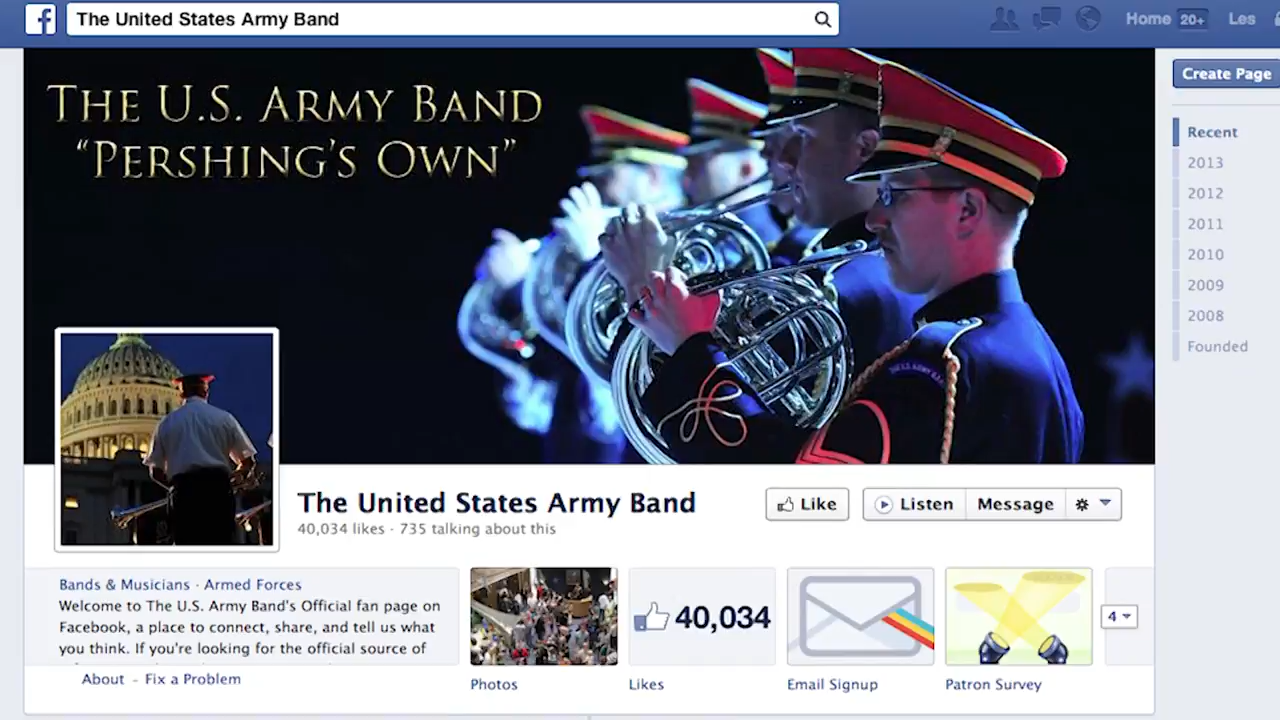 f
The United States Army Band
Home 20+ Les
THE U.S. ARMY BAND
"PERSHING'S OWN"
Create Page
Recent
2013
2012
2011
2010
2009
2008
Founded
The United States Army Band
40,034 likes · 735 talking about this
Like
Listen
Message
Bands & Musicians · Armed Forces
Welcome to The U.S. Army Band's Official fan page on
Facebook, a place to connect, share, and tell us what
you think. If you're looking for the official source of
About – Fix a Problem
Photos
40,034
Likes
Email Signup
Patron Survey
4